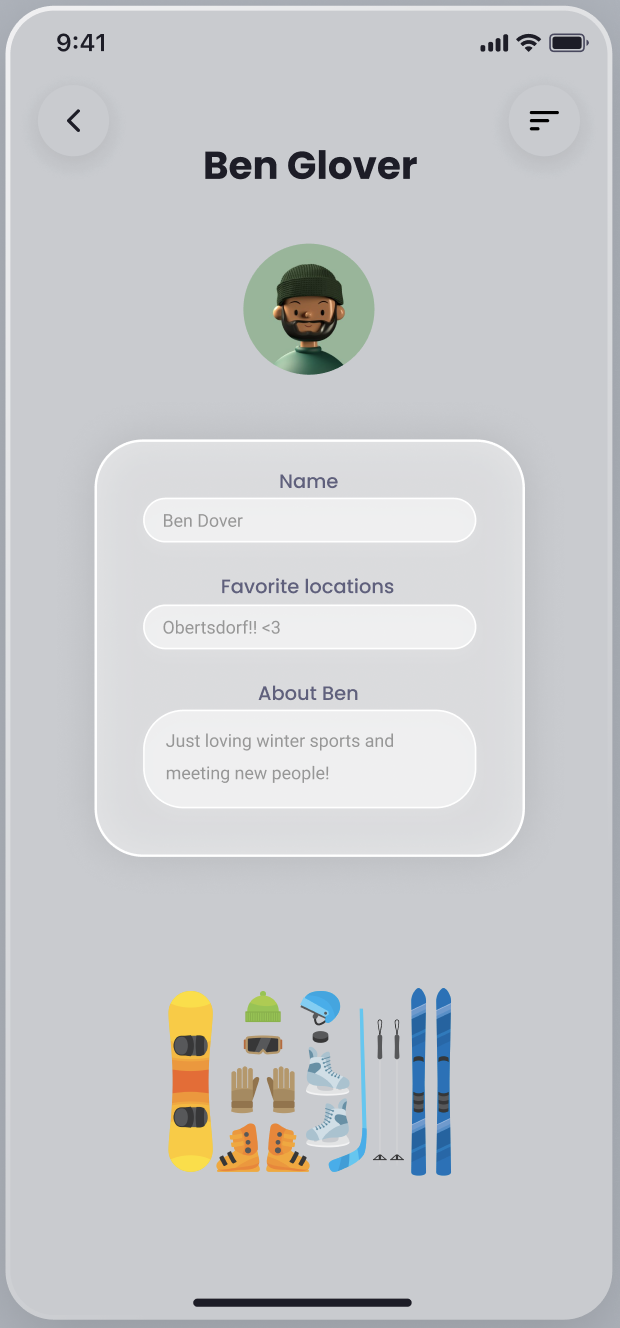 9:41
Ben Glover
Name
Ben Dover
Favorite locations
Obertsdorf!! <3
About Ben
Just loving winter sports and
meeting new people!